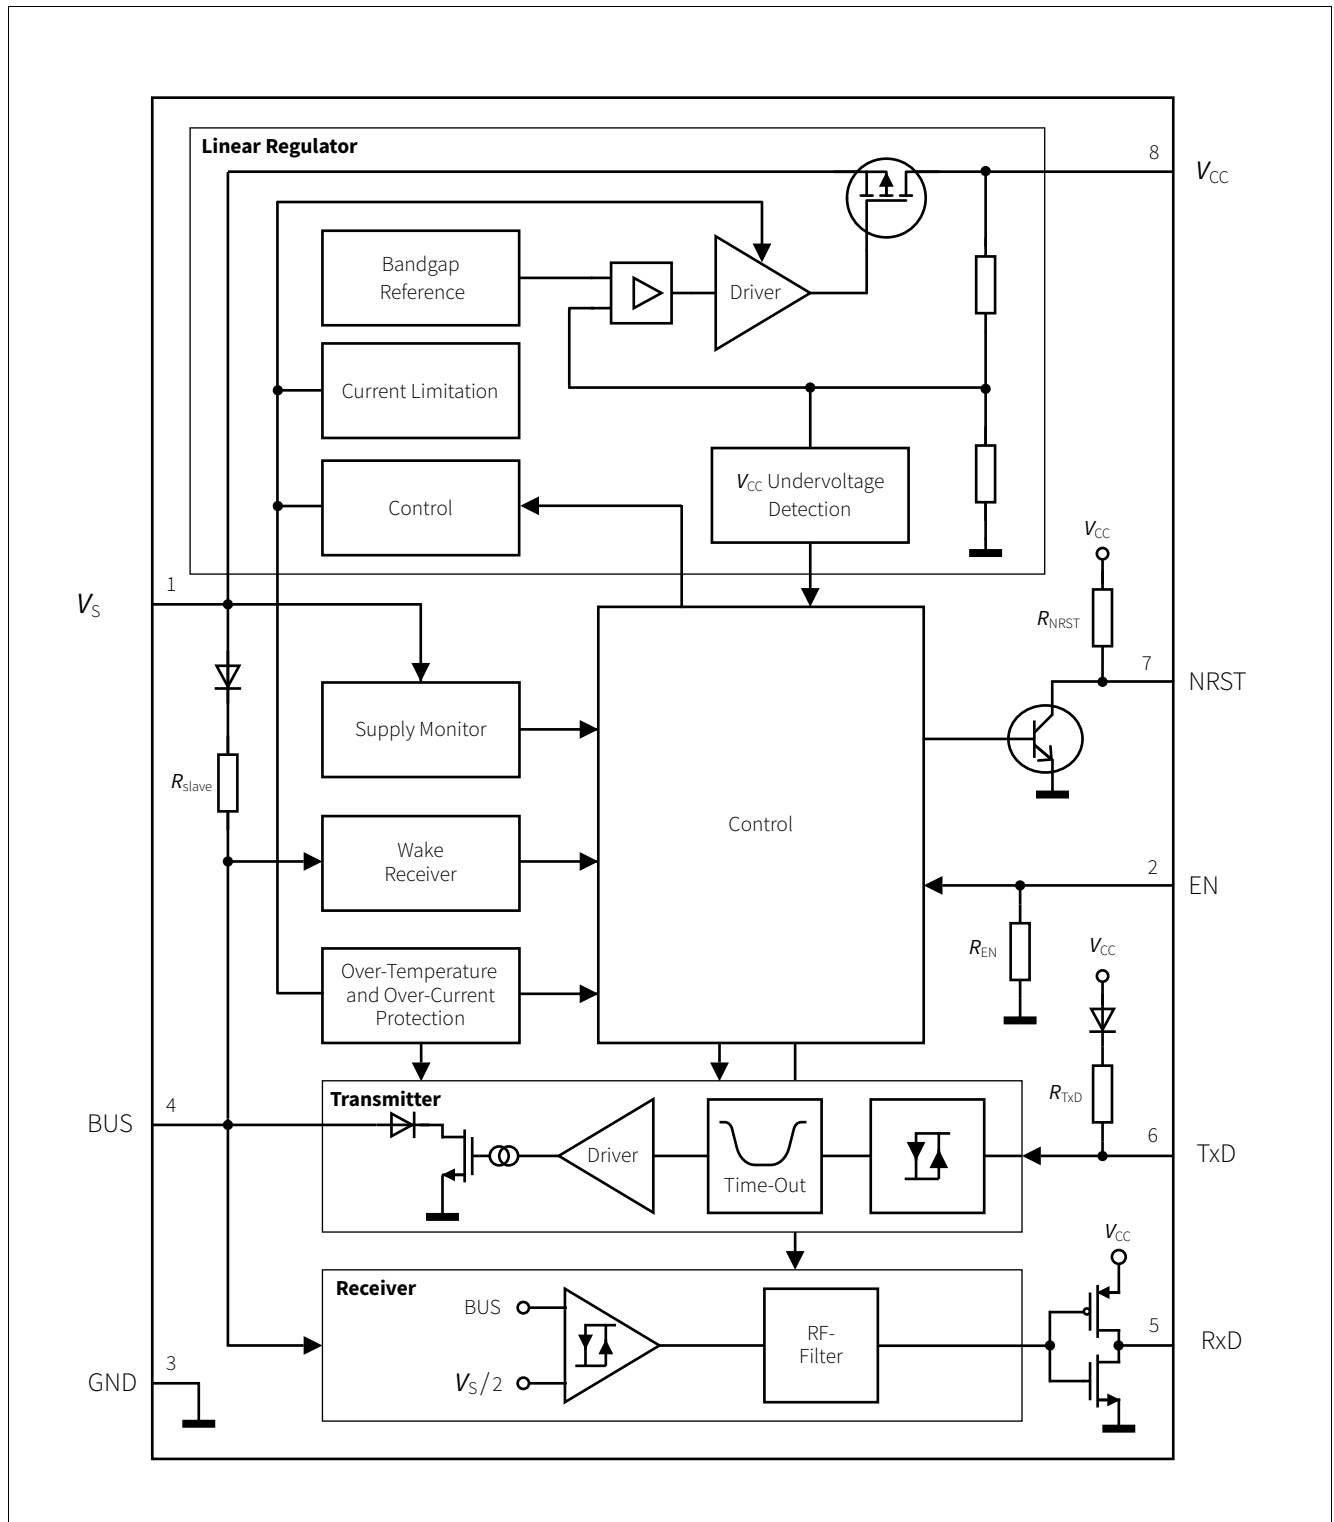 Linear Regulator
8
VCC
Bandgap
Reference
Driver
Current Limitation
VCC Undervoltage
Detection
Control
VCC
1
VS
RNRST
7
NRST
Supply Monitor
Rslave
Control
Wake
Receiver
2
EN
VCC
REN
Over-Temperature
and Over-Current
Protection
Transmitter
RTxD
4
BUS
6
TxD
Driver
Time-Out
VCC
Receiver
BUS
5
RxD
RF-
Filter
3
GND
VS/2